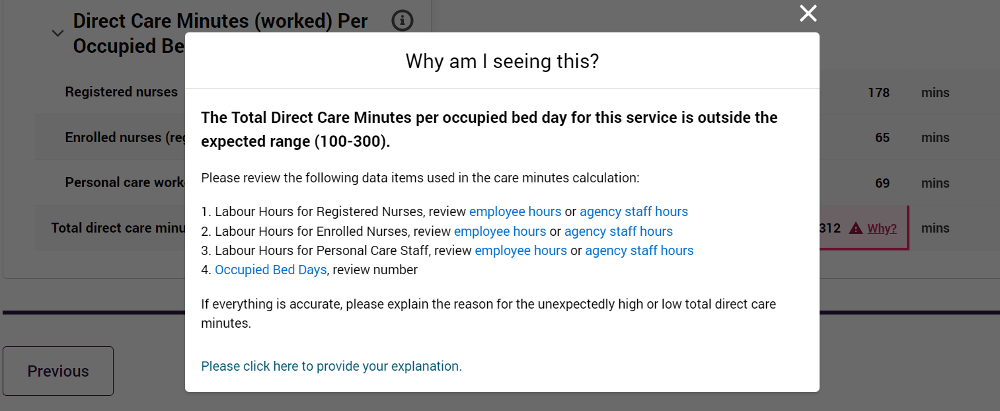 Direct Care Minutes (worked) Per
Occupied Be
Why am I seeing this?
Registered nurses
178 mins
The Total Direct Care Minutes per occupied bed day for this service is outside the
expected range (100-300).
Enrolled nurses (reg
65 mins
Please review the following data items used in the care minutes calculation:
Personal care work
69 mins
1. Labour Hours for Registered Nurses, review employee hours or agency staff hours
2. Labour Hours for Enrolled Nurses, review employee hours or agency staff hours
3. Labour Hours for Personal Care Staff, review employee hours or agency staff hours
4. Occupied Bed Days, review number
Total direct care minu
312 Why? mins
If everything is accurate, please explain the reason for the unexpectedly high or low total direct care
minutes.
Please click here to provide your explanation.
Previous